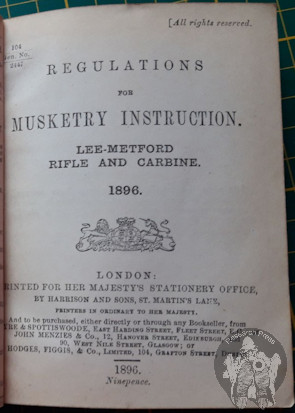 [All rights reserved.
104
REGULATIONS
FOR
MUSKETRY INSTRUCTION.
LEE-METFORD
RIFLE AND CARBINE.
1896.
LONDON:
PRINTED FOR HER MAJESTY'S STATIONERY OFFICE,
BY HARRISON AND SONS, ST. MARTIN'S LANE,
PRINTERS IN ORDINARY TO HER MAJESTY.
And to be purchased, either directly or through any Bookseller, from
EYRE & SPOTTISWOODE, EAST HARDING STREET, FLEET STREET,
JOHN MENZIES & Co., 12, HANOVER STREET, EDINBURGH,
90, WEST NILE STREET, GLASGOW;
HODGES, FIGGIS, & Co., LIMITED, 104, GRAFTON STREET,
1896.
Ninepence.
Press